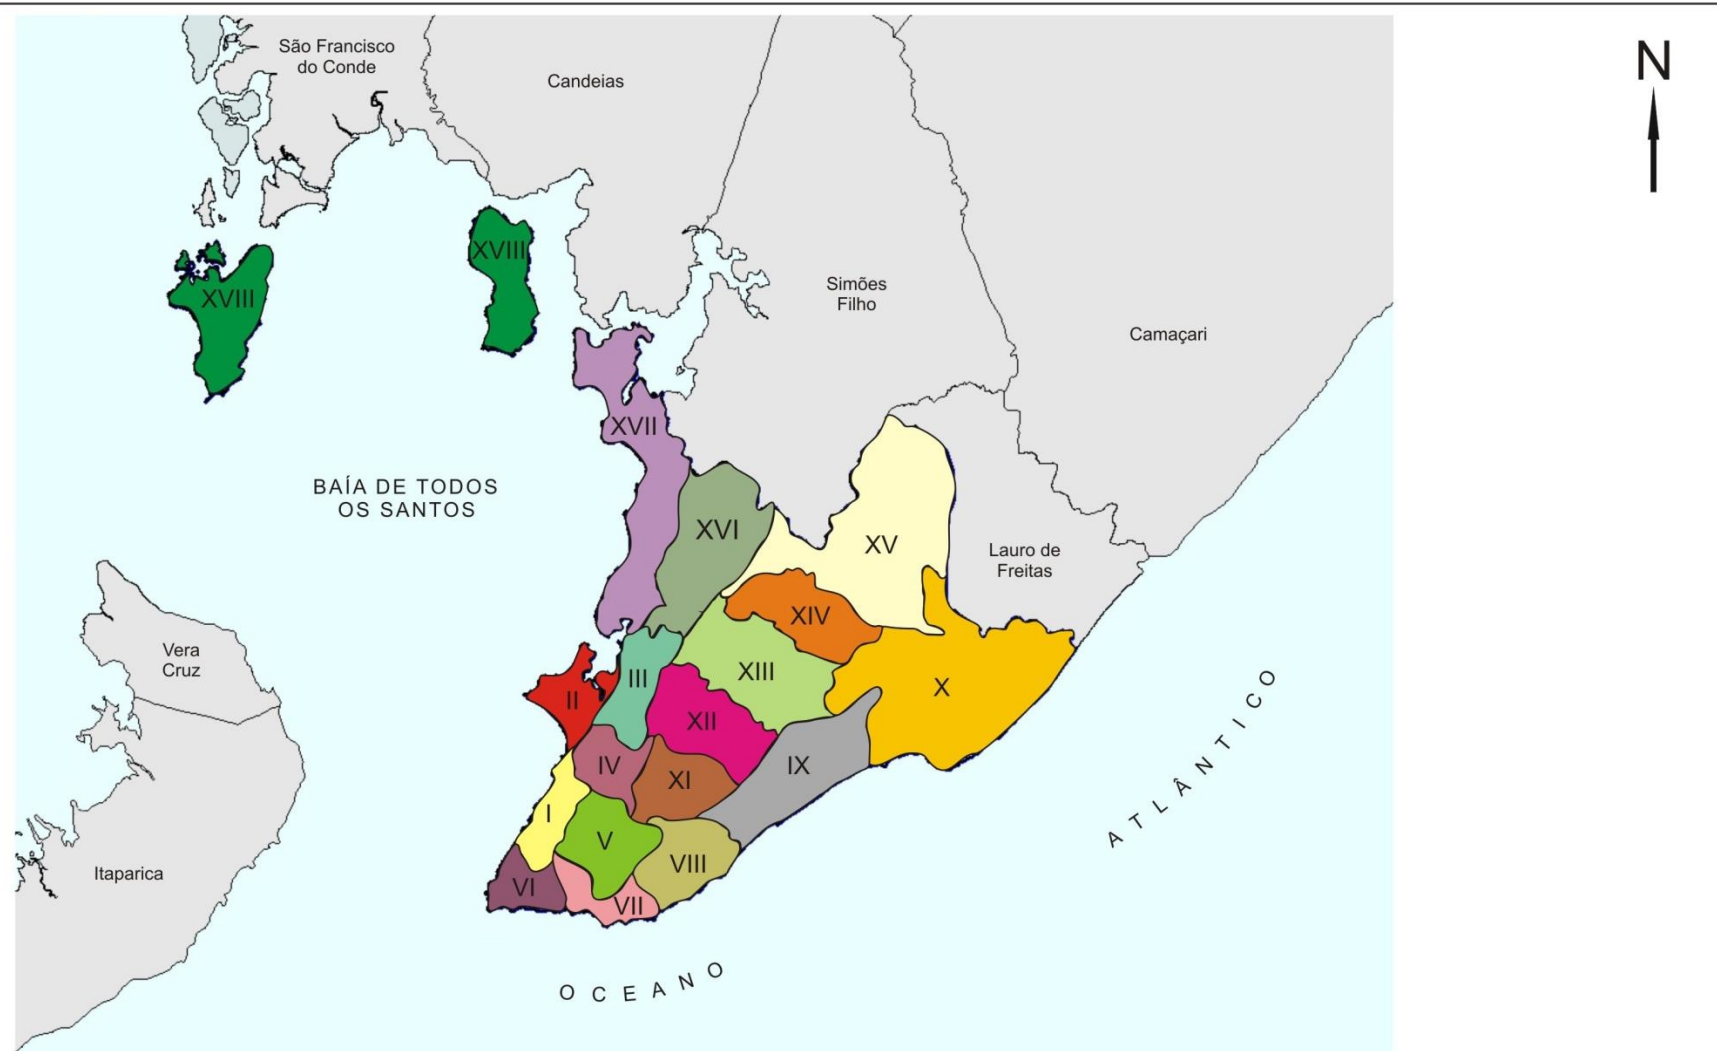 São Francisco
do Conde
Candeias
N
XVIII
XVIII
Simões
Filho
Camaçari
XVII
BAÍA DE TODOS
OS SANTOS
XVI
XV
Lauro de
Freitas
XIV
Vera
Cruz
III
XIII
X
II
XII
IV
XI
IX
I
V
VIII
Itaparica
VI
VII
OCEANO
ATLÂNTICO